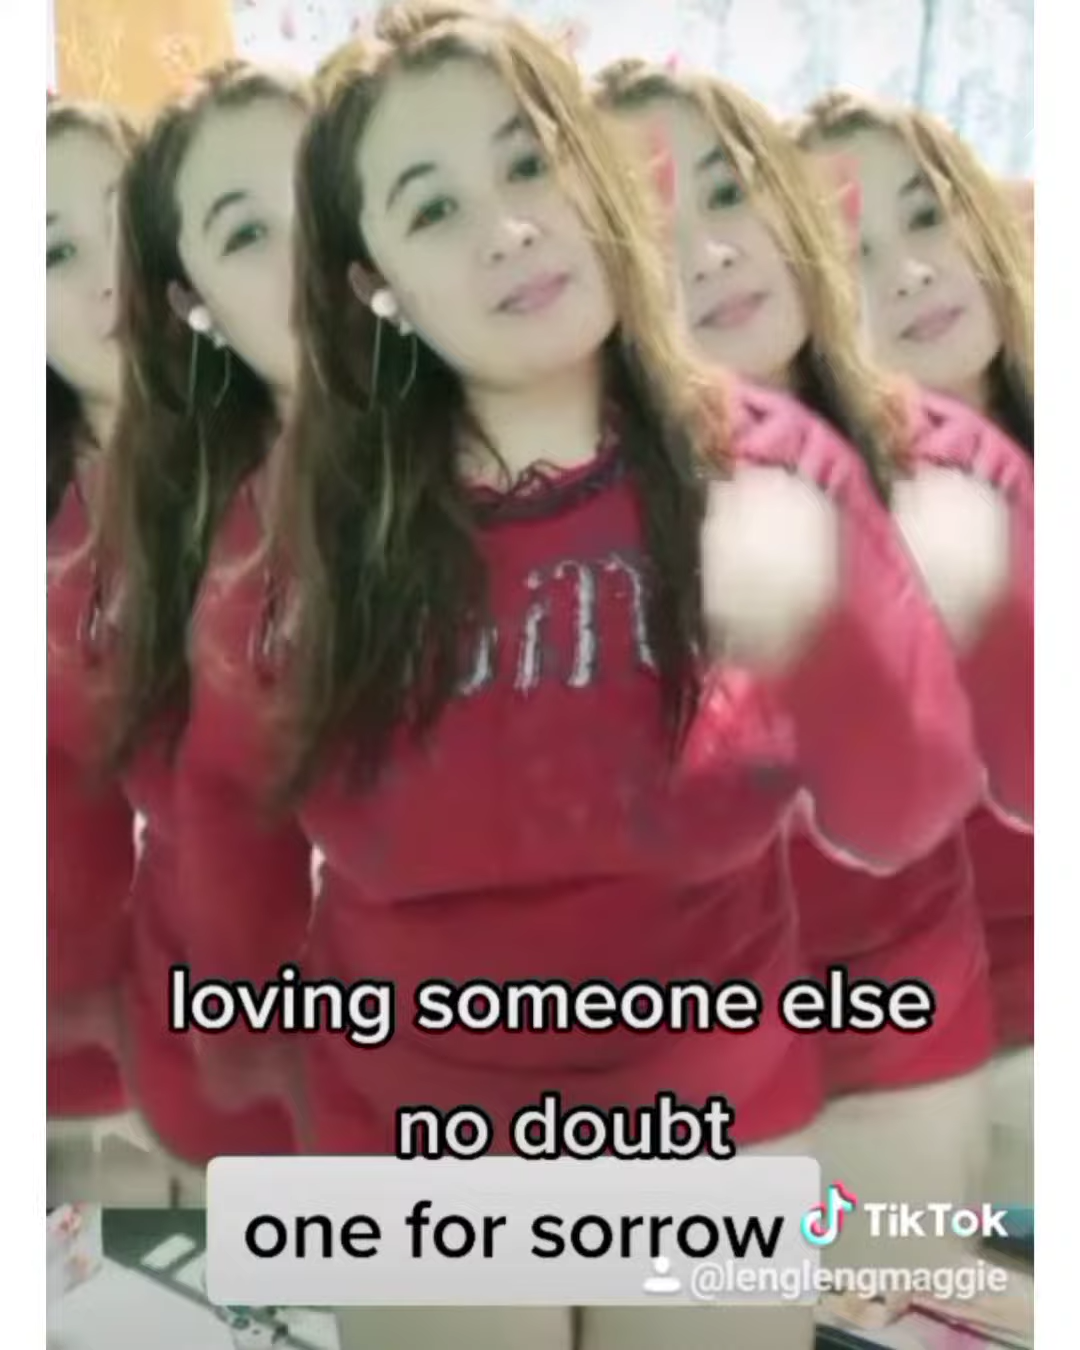 loving someone else
no doubt
one for sorrow
TikTok
@lenglengmaggie